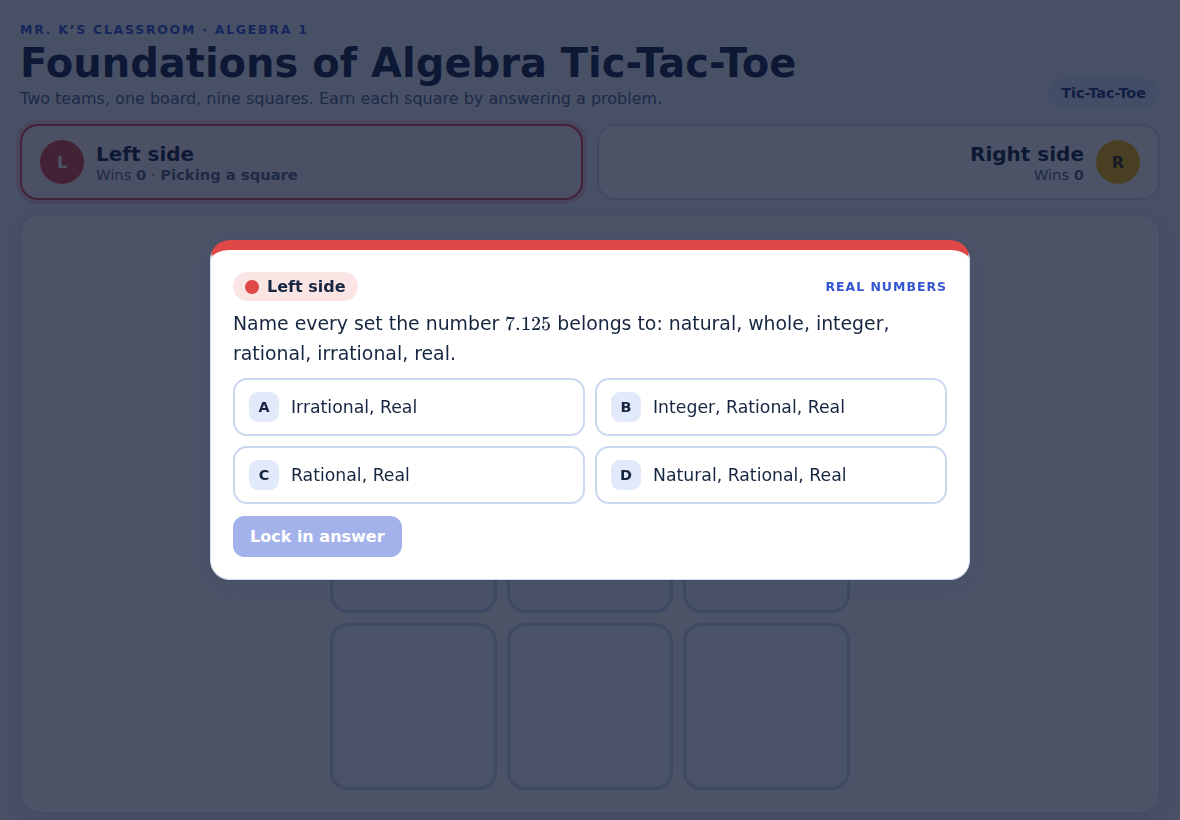 MR. K’S CLASSROOM · ALGEBRA 1
Foundations of Algebra Tic-Tac-Toe
Two teams, one board, nine squares. Earn each square by answering a problem.
Tic-Tac-Toe
L
Left side
Wins 0 · Picking a square
Right side
Wins 0
R
Left side
REAL NUMBERS
Name every set the number 7.125 belongs to: natural, whole, integer,
rational, irrational, real.
A Irrational, Real
B Integer, Rational, Real
C Rational, Real
D Natural, Rational, Real
Lock in answer